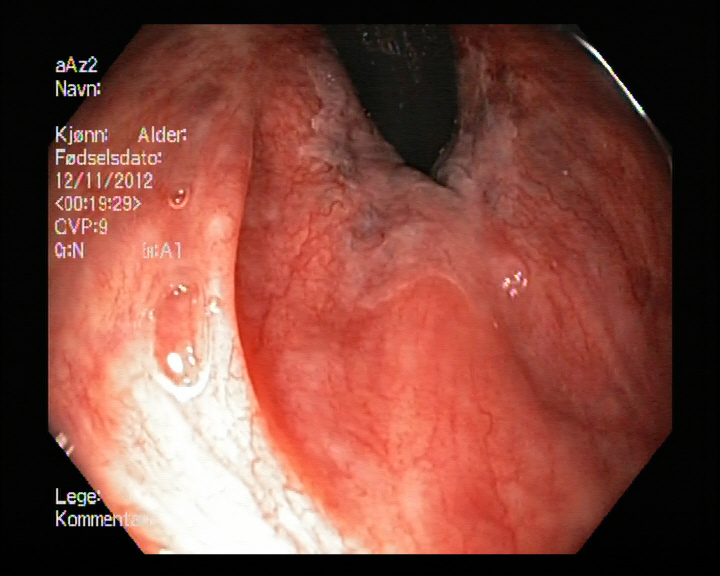 aAz2
Navn:
Kjønn: Alder:
Fødselsdato:
12/11/2012
<00:19:29>
CVP:9
G:N
Lege: